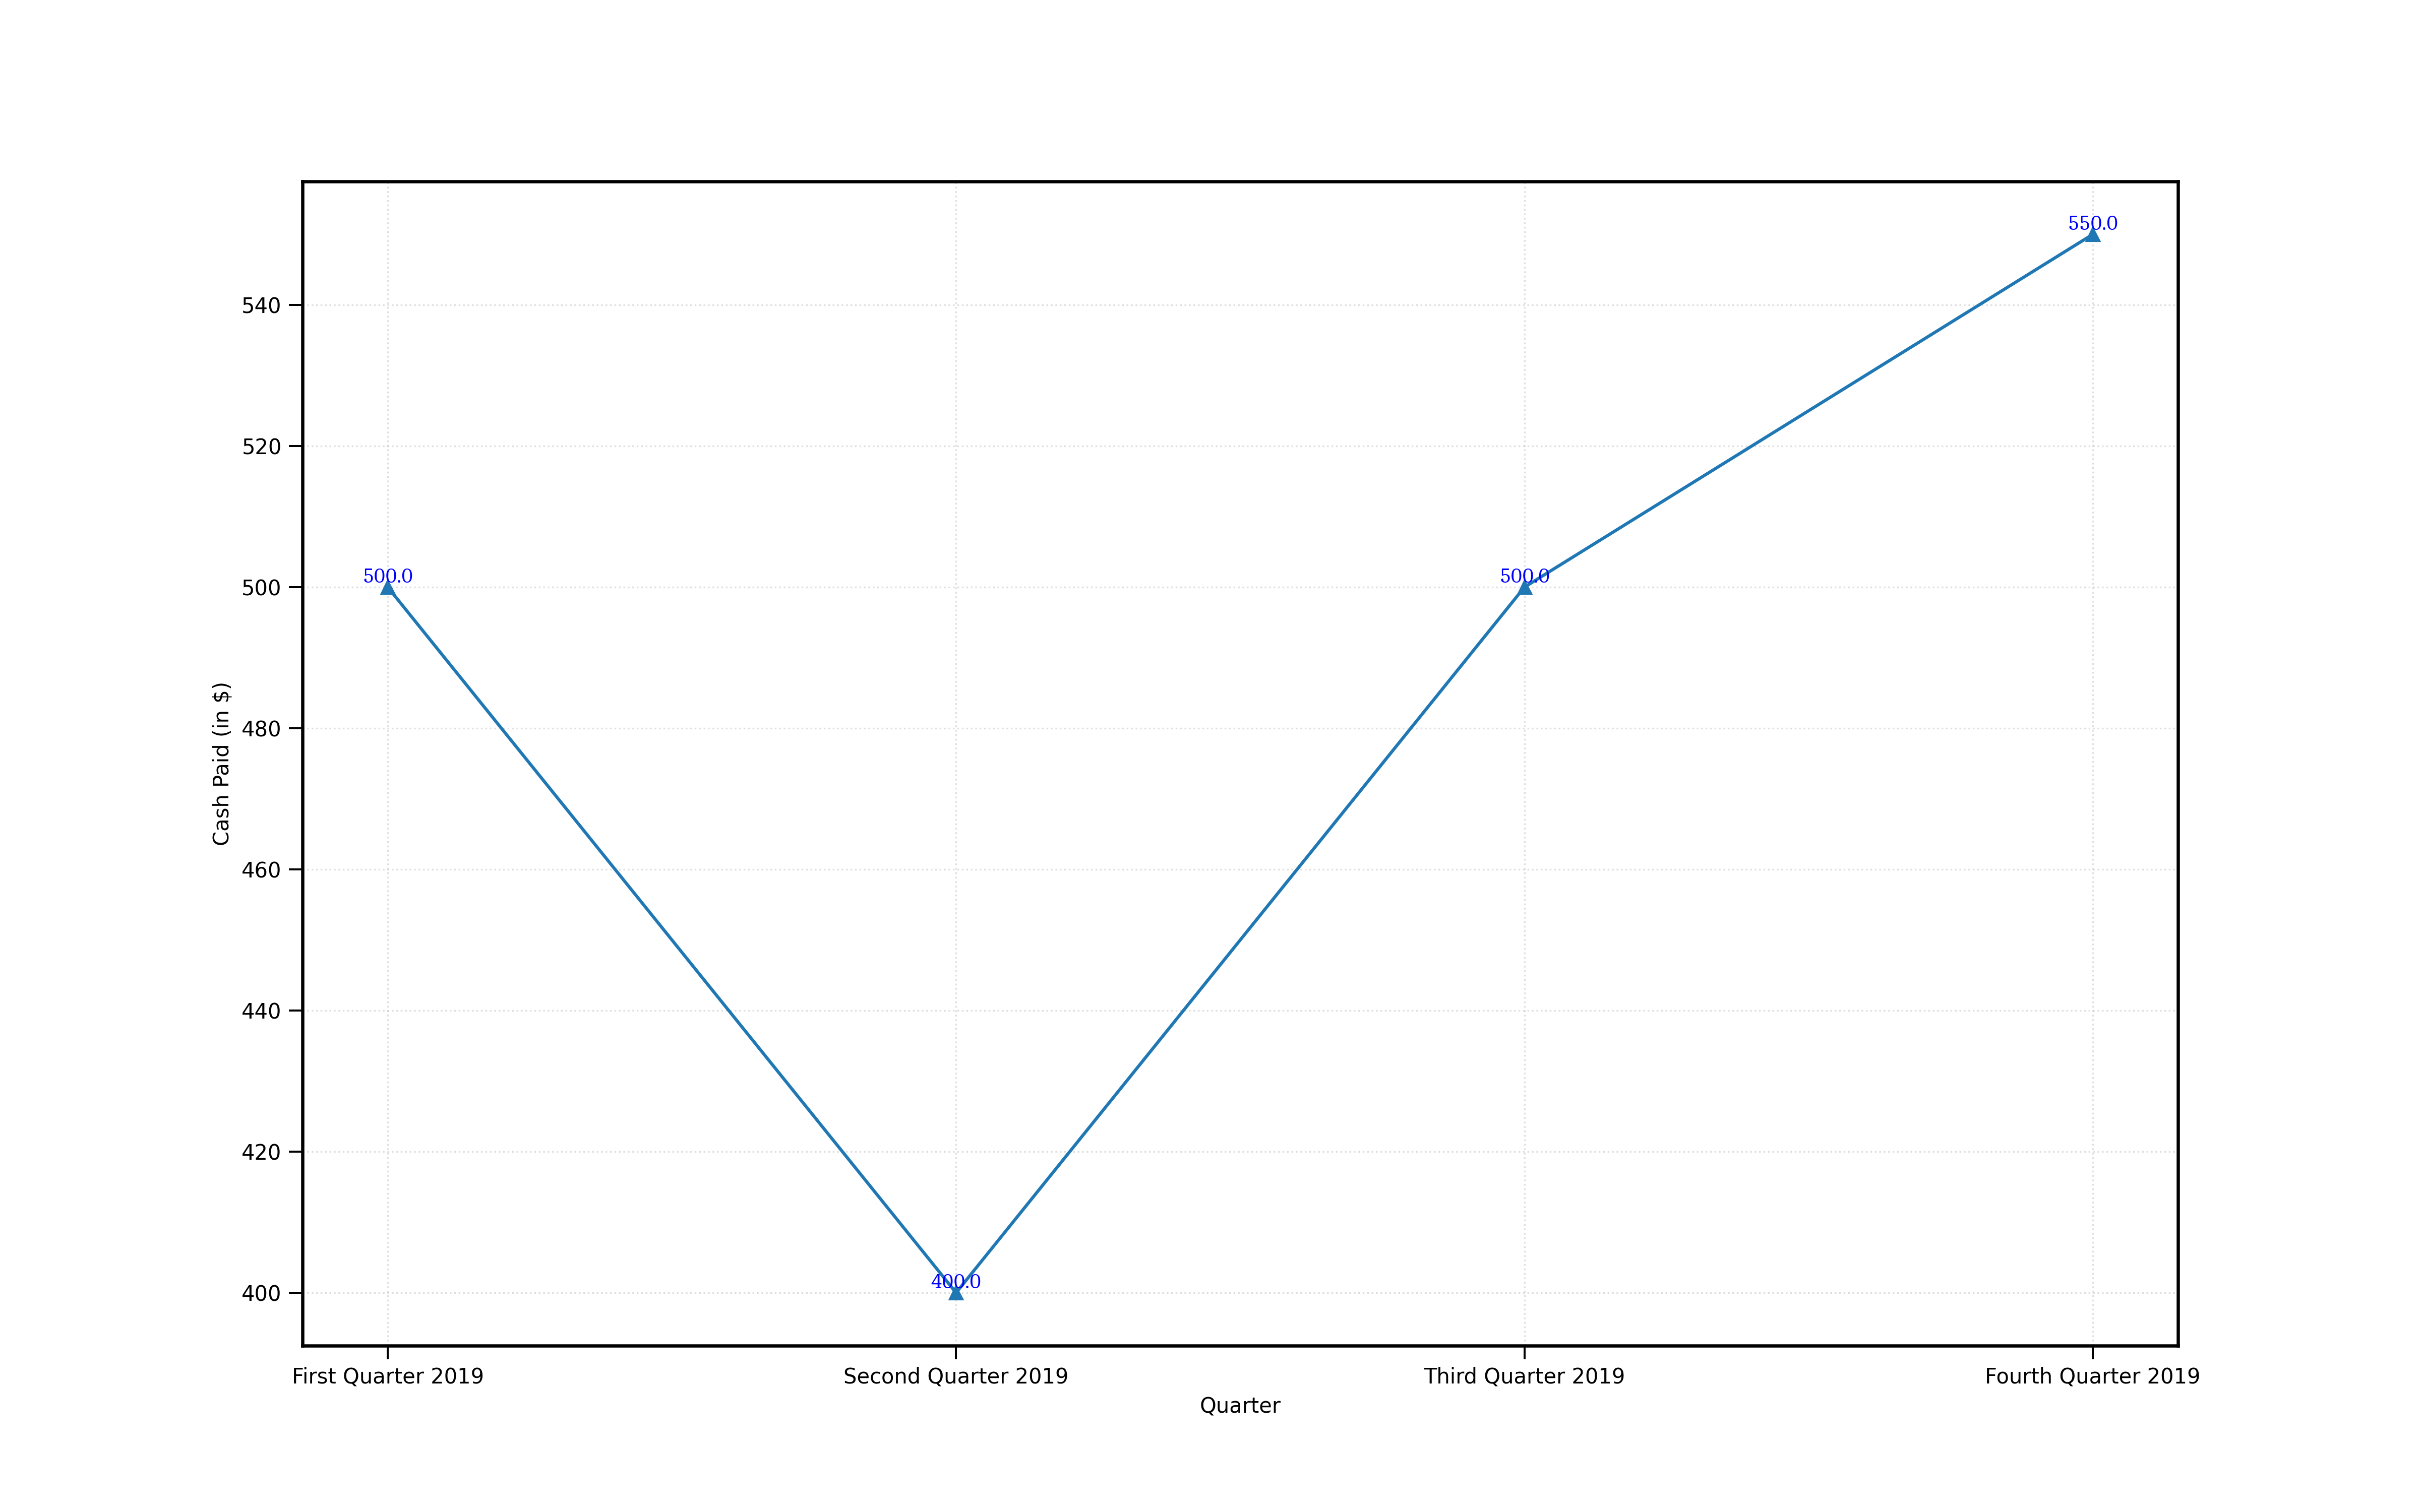 550.0
540
520
500.0
500.0
500
480
Cash Paid (in $)
460
440
420
400.0
400
First Quarter 2019
Second Quarter 2019
Third Quarter 2019
Fourth Quarter 2019
Quarter